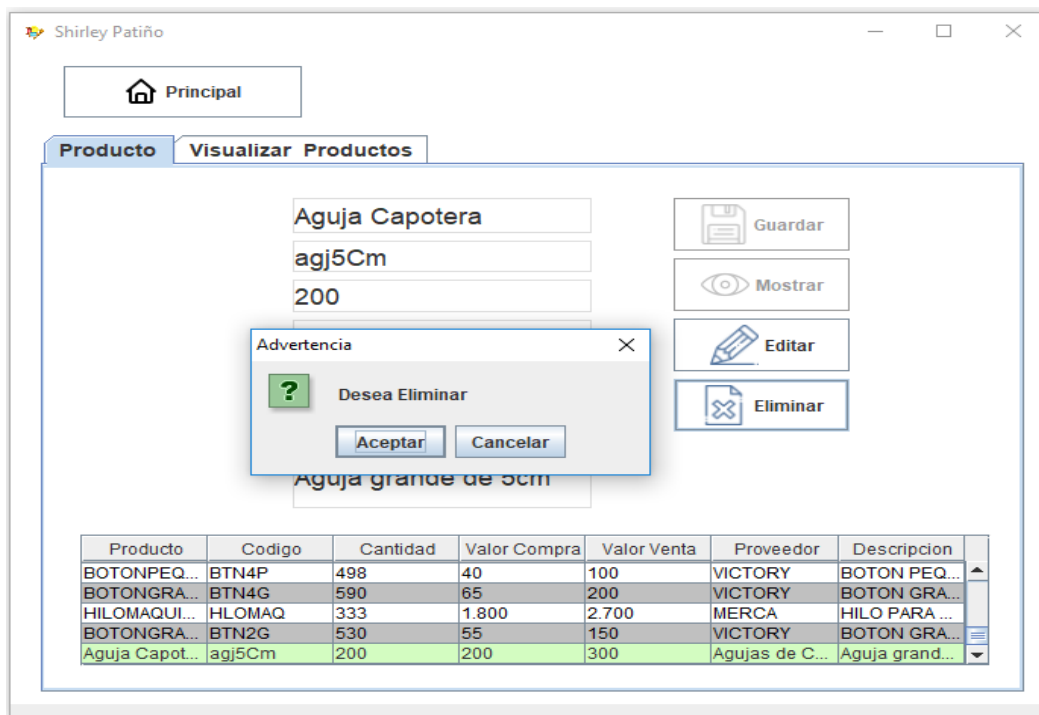 Shirley Patiño
Principal
Producto Visualizar Productos
Aguja Capotera
Guardar
agj5Cm
Mostrar
200
Advertencia
Editar
Desea Eliminar
Eliminar
Aceptar Cancelar
Aguja grande de 5cm
Producto Codigo Cantidad Valor Compra Valor Venta Proveedor Descripcion
BOTONPEQ... BTN4P 498 40 100 VICTORY BOTON PEQ...
BOTONGRA... BTN4G 590 65 200 VICTORY BOTON GRA...
HILOMAQUI... HLOMAQ 333 1.800 2.700 MERCA HILO PARA ...
BOTONGRA... BTN2G 530 55 150 VICTORY BOTON GRA...
Aguja Capot... agj5Cm 200 200 300 Agujas de C... Aguja grand...